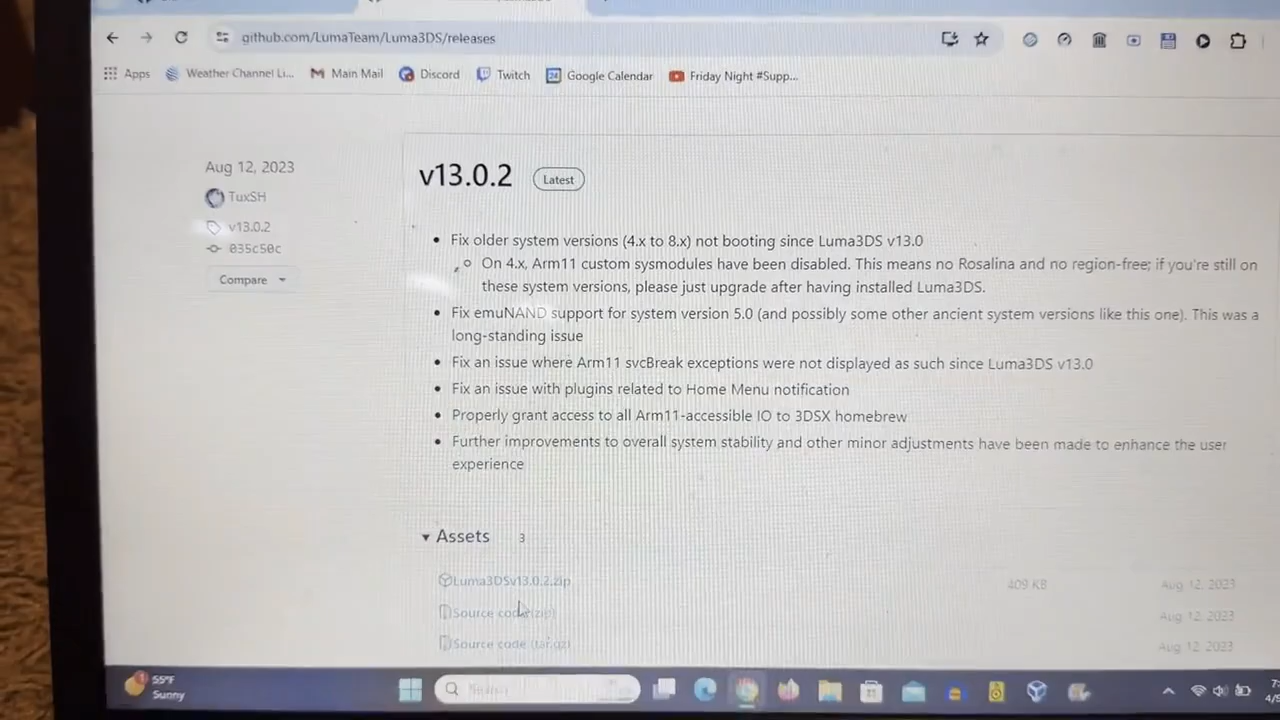 github.com/LumaTeam/Luma3DS/releases
Apps Weather Channel Li... Main Mail Discord Twitch Google Calendar Friday Night #Supp...
Aug 12, 2023
TuxSH
v13.0.2
035c50c
Compare
v13.0.2 Latest
Fix older system versions (4.x to 8.x) not booting since Luma3DS v13.0
On 4.x, Arm11 custom sysmodules have been disabled. This means no Rosalina and no region-free; if you're still on
these system versions, please just upgrade after having installed Luma3DS.
Fix emuNAND support for system version 5.0 (and possibly some other ancient system versions like this one). This was a
long-standing issue
Fix an issue where Arm11 svcBreak exceptions were not displayed as such since Luma3DS v13.0
Fix an issue with plugins related to Home Menu notification
Properly grant access to all Arm11-accessible IO to 3DSX homebrew
Further improvements to overall system stability and other minor adjustments have been made to enhance the user
experience
Assets 3
Luma3DSv13.0.2.zip 409 KB Aug 12, 2023
Source code (zip) Aug 12, 2023
Source code (tar.gz) Aug 12, 2023
55°F
Sunny
Search